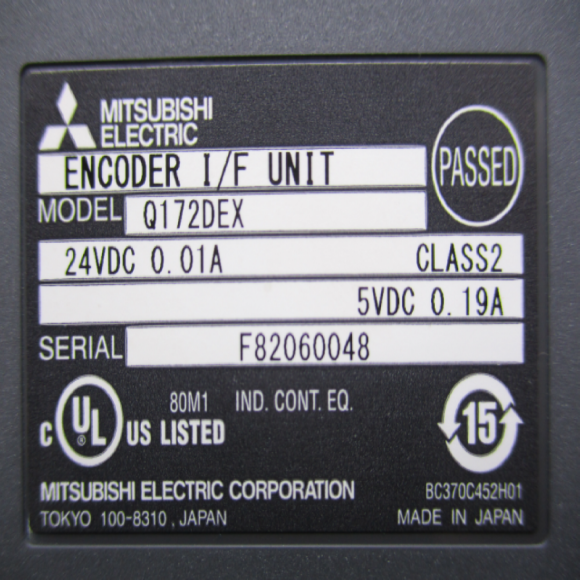 MITSUBISHI
ELECTRIC
ENCODER I/F UNIT
PASSED
MODEL Q172DEX
24VDC 0.01A CLASS2
5VDC 0.19A
SERIAL F82060048
80M1 IND. CONT. EQ.
C UL ® US LISTED
15
MITSUBISHI ELECTRIC CORPORATION BC370C452H01
TOKYO 100-8310, JAPAN MADE IN JAPAN